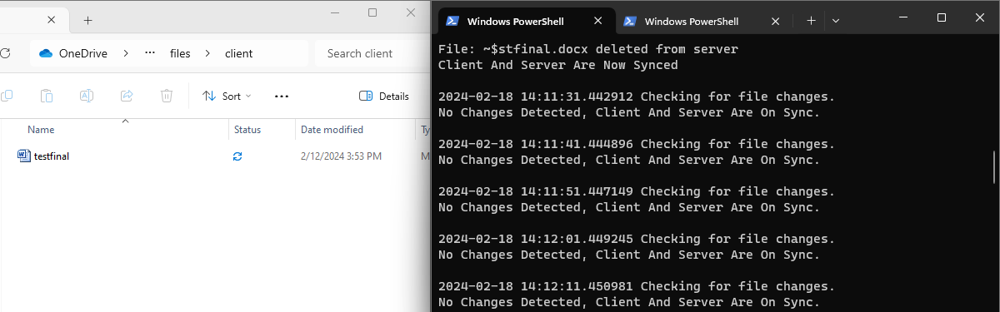 OneDrive
files
client
Search client
Sort
Details
Name
Status
Date modified
Ty
testfinal
2/12/2024 3:53 PM
M
Windows PowerShell
Windows PowerShell
File: ~$stfinal.docx deleted from server
Client And Server Are Now Synced
2024-02-18 14:11:31.442912 Checking for file changes.
No Changes Detected, Client And Server Are On Sync.
2024-02-18 14:11:41.444896 Checking for file changes.
No Changes Detected, Client And Server Are On Sync.
2024-02-18 14:11:51.447149 Checking for file changes.
No Changes Detected, Client And Server Are On Sync.
2024-02-18 14:12:01.449245 Checking for file changes.
No Changes Detected, Client And Server Are On Sync.
2024-02-18 14:12:11.450981 Checking for file changes.
No Changes Detected, Client And Server Are On Sync.